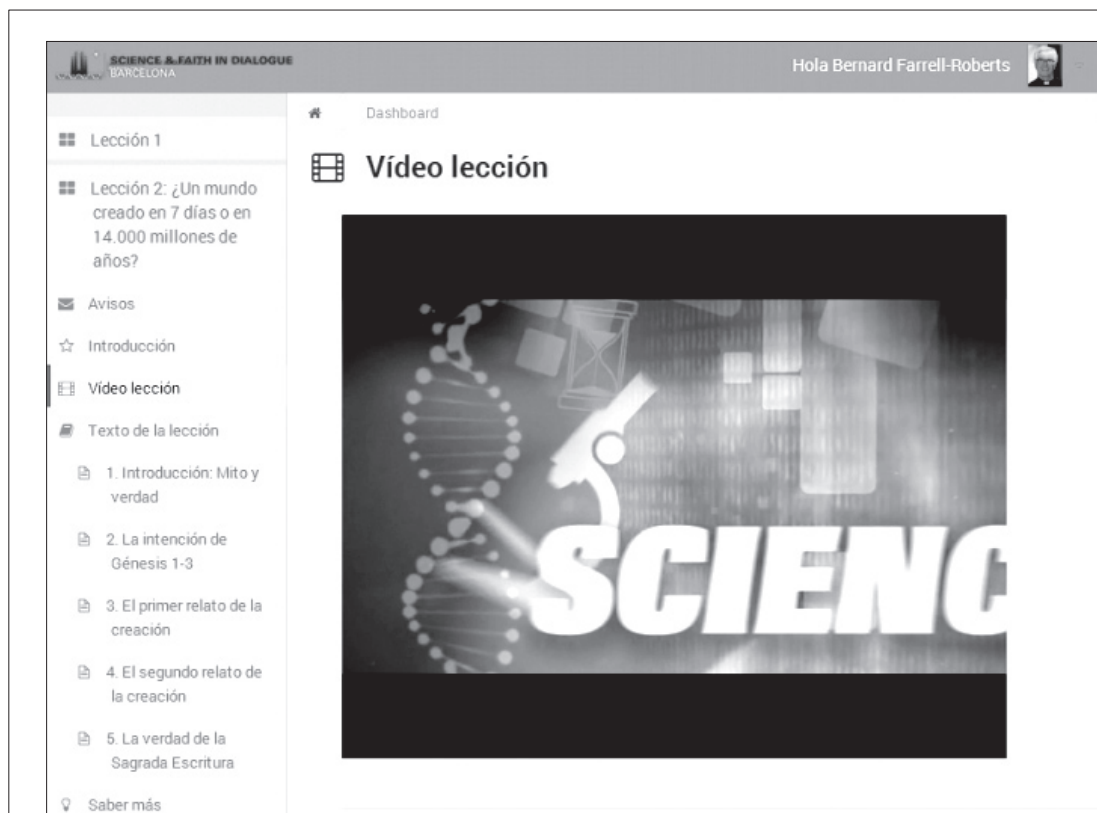 SCIENCE & FAITH IN DIALOGUE
BARCELONA
Hola Bernard Farrell-Roberts
Lección 1
Lección 2: ¿Un mundo
creado en 7 días o en
14.000 millones de
años?
Avisos
Introducción
Vídeo lección
Texto de la lección
1. Introducción: Mito y
verdad
2. La intención de
Génesis 1-3
3. El primer relato de la
creación
4. El segundo relato de
la creación
5. La verdad de la
Sagrada Escritura
Saber más
Dashboard
Vídeo lección
SCIENC